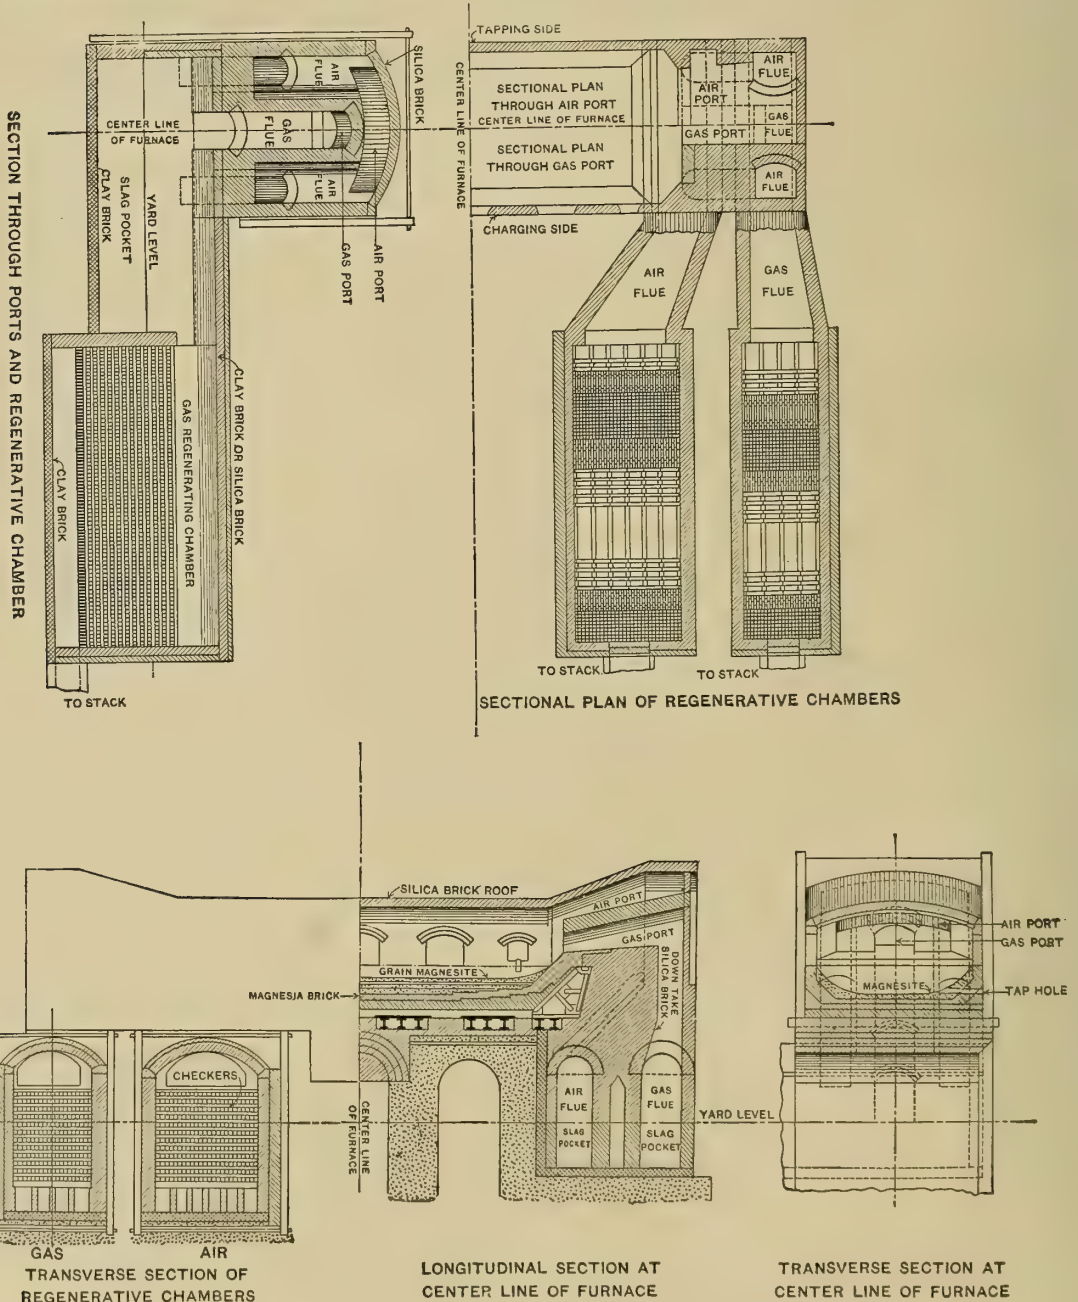 SECTION THROUGH PORTS AND REGENERATIVE CHAMBER
CENTER LINE
OF FURNACE
CLAY BRICK
SLAG POCKET
YARD LEVEL
AIR
FLUE
GAS
FLUE
AIR
FLUE
SILICA BRICK
GAS PORT
AIR PORT
CLAY BRICK OR SILICA BRICK
GAS REGENERATING CHAMBER
CLAY BRICK
TO STACK
TAPPING SIDE
CENTER LINE OF FURNACE
SECTIONAL PLAN
THROUGH AIR PORT
CENTER LINE OF FURNACE
SECTIONAL PLAN
THROUGH GAS PORT
AIR
FLUE
AIR
PORT
GAS
FLUE
GAS PORT
AIR
FLUE
CHARGING SIDE
AIR
FLUE
GAS
FLUE
TO STACK
TO STACK
SECTIONAL PLAN OF REGENERATIVE CHAMBERS
SILICA BRICK ROOF
AIR PORT
GAS PORT
GRAIN MAGNESITE
MAGNESIA BRICK
DOWN TAKE
SILICA BRICK
CHECKERS
CENTER LINE
OF FURNACE
AIR
FLUE
SLAG
POCKET
GAS
FLUE
SLAG
POCKET
YARD LEVEL
AIR PORT
GAS PORT
MAGNESITE
TAP HOLE
GAS
AIR
TRANSVERSE SECTION OF
REGENERATIVE CHAMBERS
LONGITUDINAL SECTION AT
CENTER LINE OF FURNACE
TRANSVERSE SECTION AT
CENTER LINE OF FURNACE